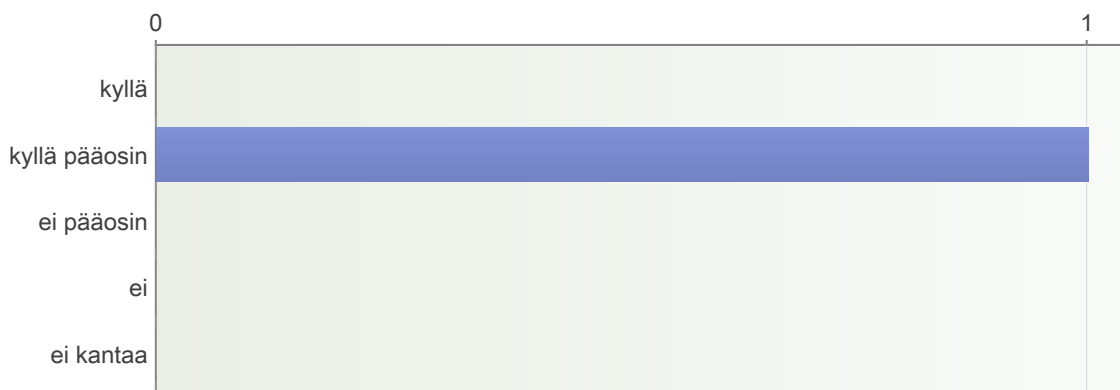 0 1
kyllä
kyllä pääosin
ei pääosin
ei
ei kantaa